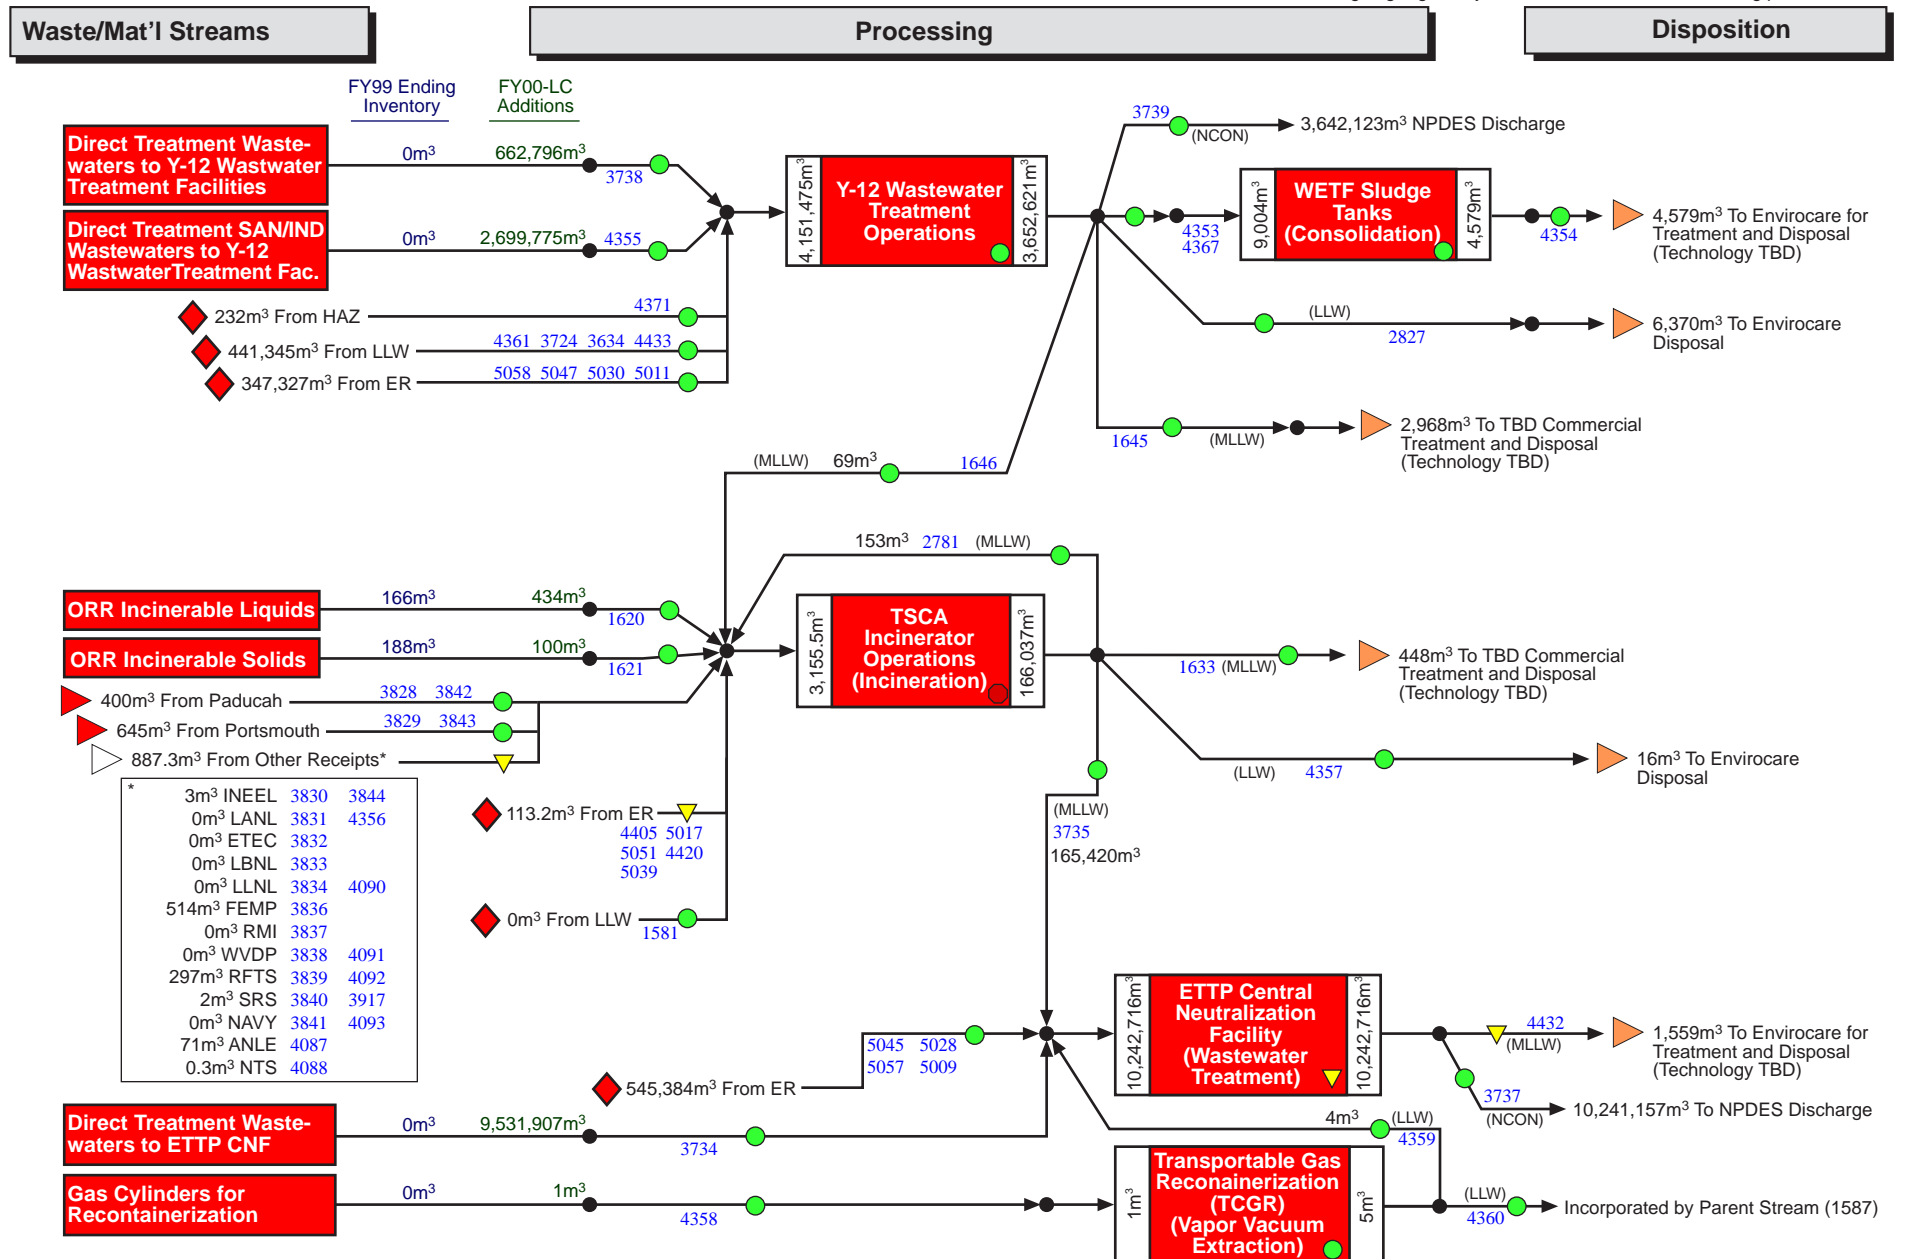 Waste/Mat'l Streams
Processing
Disposition
FY99 Ending
Inventory
FY00-LC
Additions
Direct Treatment Waste-
waters to Y-12 Wastwater
Treatment Facilities
0m³
662,796m³
3738
Direct Treatment SAN/IND
Wastewaters to Y-12
WastwaterTreatment Fac.
0m³
2,699,775m³
4355
232m³ From HAZ
4371
441,345m³ From LLW
4361 3724 3634 4433
347,327m³ From ER
5058 5047 5030 5011
4,151,475m³
Y-12 Wastewater
Treatment
Operations
3,652,621m³
3739
(NCON)
3,642,123m³ NPDES Discharge
4353
4367
9,004m³
WETF Sludge
Tanks
(Consolidation)
4,579m³
4354
4,579m³ To Envirocare for
Treatment and Disposal
(Technology TBD)
(LLW)
2827
6,370m³ To Envirocare
Disposal
1645
(MLLW)
2,968m³ To TBD Commercial
Treatment and Disposal
(Technology TBD)
(MLLW) 69m³
1646
153m³ 2781 (MLLW)
ORR Incinerable Liquids
166m³
434m³
1620
ORR Incinerable Solids
188m³
100m³
1621
400m³ From Paducah
3828 3842
645m³ From Portsmouth
3829 3843
887.3m³ From Other Receipts*
*
3m³ INEEL 3830 3844
0m³ LANL 3831 4356
0m³ ETEC 3832
0m³ LBNL 3833
0m³ LLNL 3834 4090
514m³ FEMP 3836
0m³ RMI 3837
0m³ WVDP 3838 4091
297m³ RFTS 3839 4092
2m³ SRS 3840 3917
0m³ NAVY 3841 4093
71m³ ANLE 4087
0.3m³ NTS 4088
3,155.5m³
TSCA
Incinerator
Operations
(Incineration)
166,037m³
1633 (MLLW)
448m³ To TBD Commercial
Treatment and Disposal
(Technology TBD)
(LLW) 4357
16m³ To Envirocare
Disposal
113.2m³ From ER
4405 5017
5051 4420
5039
0m³ From LLW
1581
(MLLW)
3735
165,420m³
545,384m³ From ER
5045 5028
5057 5009
10,242,716m³
ETTP Central
Neutralization
Facility
(Wastewater
Treatment)
10,242,716m³
4432
(MLLW)
1,559m³ To Envirocare for
Treatment and Disposal
(Technology TBD)
3737
(NCON)
10,241,157m³ To NPDES Discharge
Direct Treatment Waste-
waters to ETTP CNF
0m³
9,531,907m³
3734
4m³
(LLW)
4359
Gas Cylinders for
Recontainerization
0m³
1m³
4358
1m³
Transportable Gas
Reconainerization
(TCGR)
(Vapor Vacuum
Extraction)
5m³
(LLW)
4360
Incorporated by Parent Stream (1587)